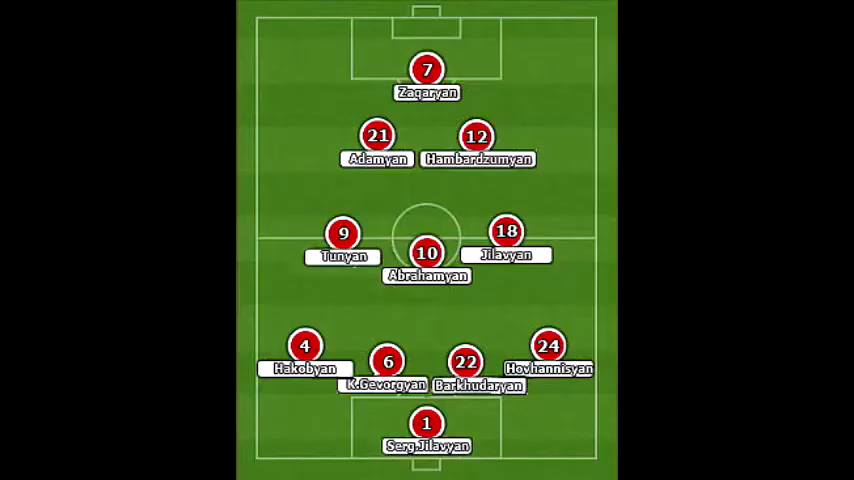 7
Zaqaryan
21
Adamyan
12
Hambardzumyan
9
Tunyan
18
Jilavyan
10
Abrahamyan
4
Hakobyan
6
K.Gevorgyan
22
Barkhudaryan
24
Hovhannisyan
1
Serg.Jilavyan